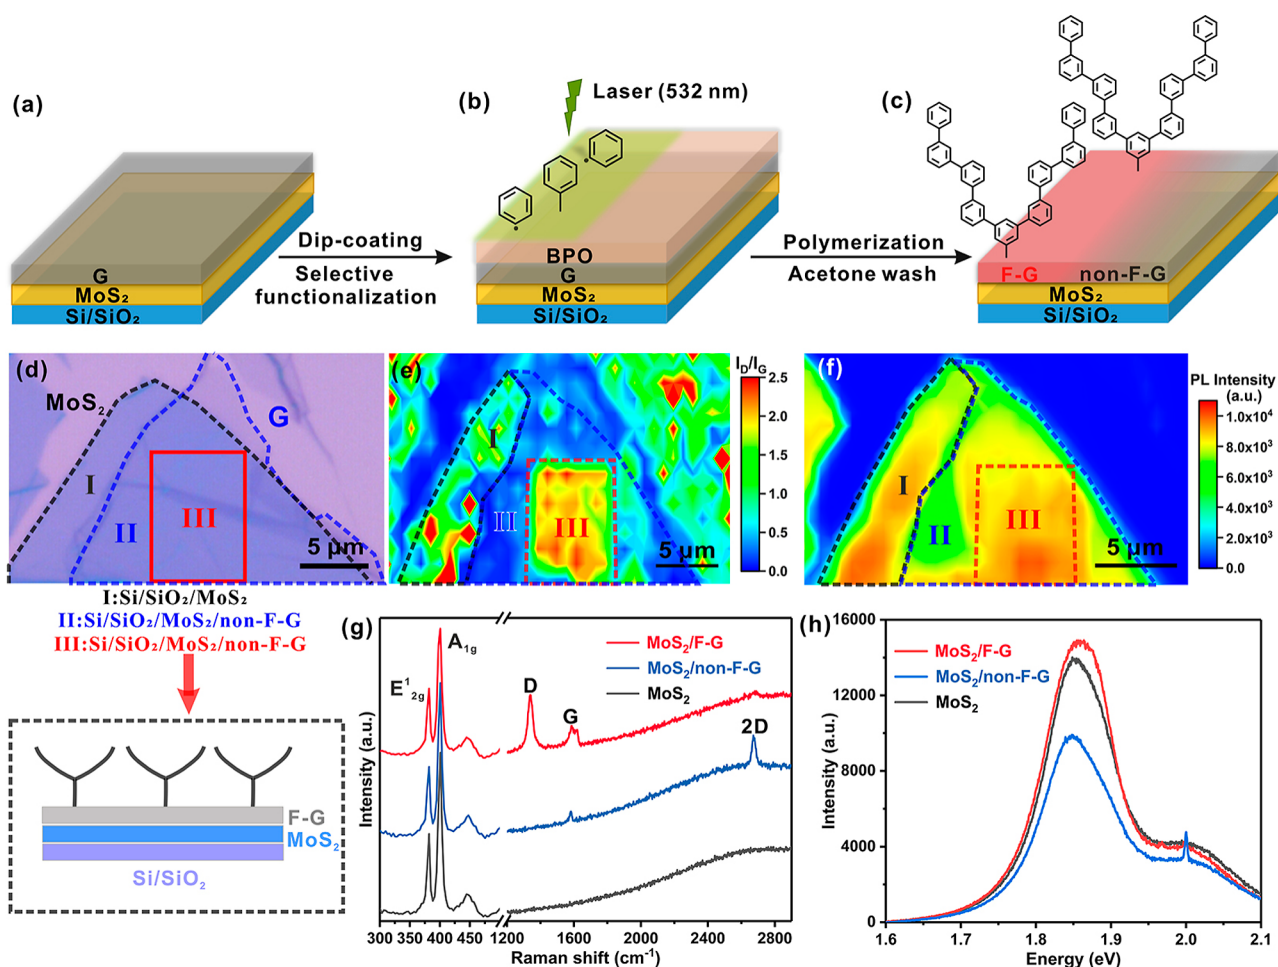 (a)
G
MoS₂
Si/SiO₂
Dip-coating
Selective
functionalization
(b)
Laser (532 nm)
BPO
G
MoS₂
Si/SiO₂
Polymerization
Acetone wash
(c)
F-G
non-F-G
MoS₂
Si/SiO₂
(d)
MoS₂
G
I
II
III
5 μm
I:Si/SiO₂/MoS₂
II:Si/SiO₂/MoS₂/non-F-G
III:Si/SiO₂/MoS₂/non-F-G
F-G
MoS₂
Si/SiO₂
(e)
I
II
III
5 μm
I_D/I_G
2.5
2.0
1.5
1.0
0.5
0.0
(f)
I
II
III
5 μm
PL Intensity
(a.u.)
1.0x10⁴
8.0x10³
6.0x10³
4.0x10³
2.0x10³
0.0
(g)
A₁g
E¹₂g
D
G
2D
MoS₂/F-G
MoS₂/non-F-G
MoS₂
Intensity (a.u.)
300 400 450 1200 1600 2000 2400 2800
Raman shift (cm⁻¹)
(h)
MoS₂/F-G
MoS₂/non-F-G
MoS₂
Intensity (a.u.)
16000
12000
8000
4000
0
1.6 1.7 1.8 1.9 2.0 2.1
Energy (eV)